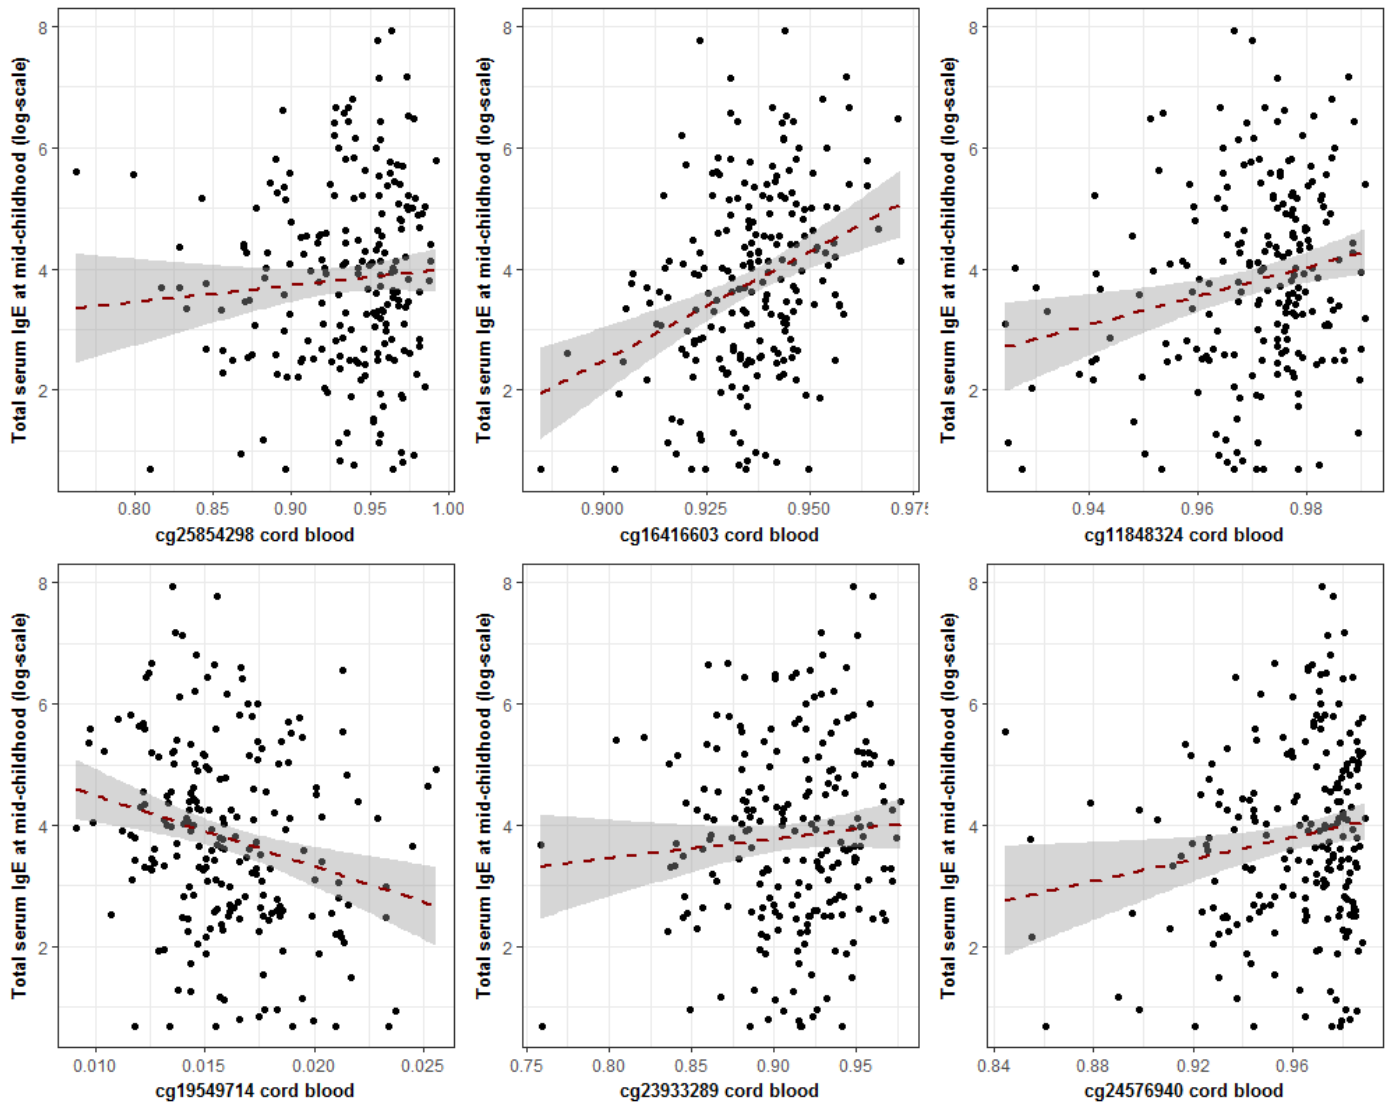 Total serum IgE at mid-childhood (log-scale)
8
6
4
2
0.80 0.85 0.90 0.95 1.00
cg25854298 cord blood
Total serum IgE at mid-childhood (log-scale)
8
6
4
2
0.900 0.925 0.950 0.975
cg16416603 cord blood
Total serum IgE at mid-childhood (log-scale)
8
6
4
2
0.94 0.96 0.98
cg11848324 cord blood
Total serum IgE at mid-childhood (log-scale)
8
6
4
2
0.010 0.015 0.020 0.025
cg19549714 cord blood
Total serum IgE at mid-childhood (log-scale)
8
6
4
2
0.75 0.80 0.85 0.90 0.95
cg23933289 cord blood
Total serum IgE at mid-childhood (log-scale)
8
6
4
2
0.84 0.88 0.92 0.96
cg24576940 cord blood